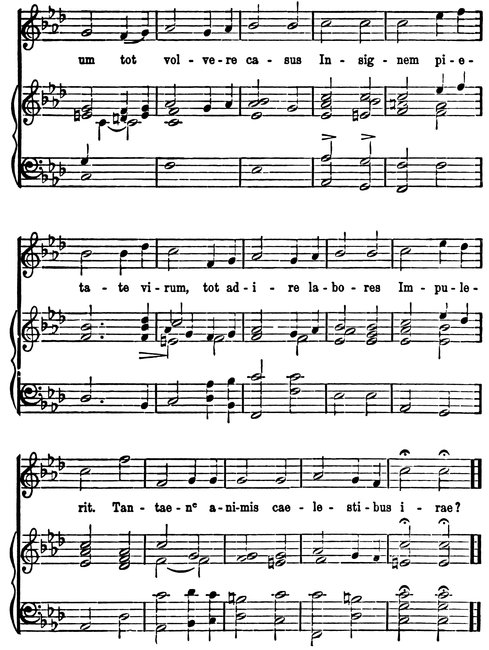 um tot vol - ve - re ca - sus In - sig - nem pi - e -
ta - te vi - rum, tot ad - i - re la - bo - res Im - pu - le -
rit. Tan - tae - ne a - ni - mis cae - le - sti - bus i - rae?